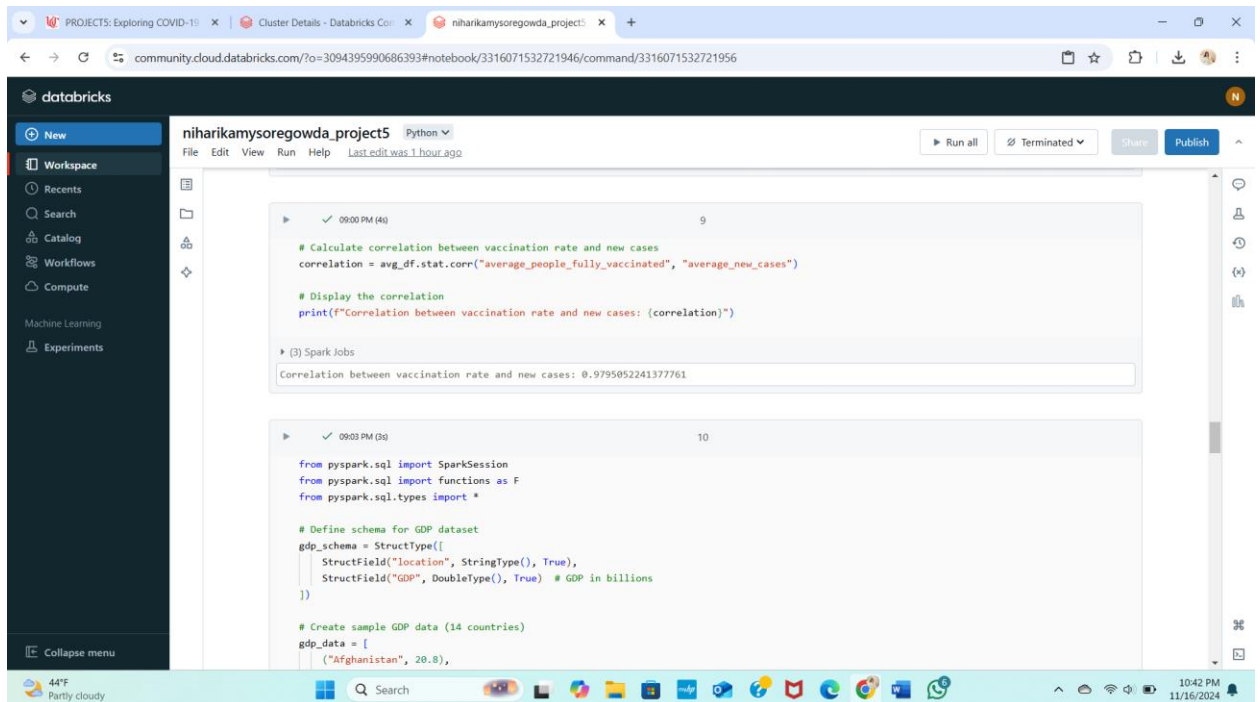 PROJECT5: Exploring COVID-19
Cluster Details - Databricks Con
niharikamysoregowda_project5
community.cloud.databricks.com/?o=3094395990686393#notebook/3316071532721946/command/3316071532721956
databricks
N
New
Workspace
Recents
Search
Catalog
Workflows
Compute
Machine Learning
Experiments
Collapse menu
niharikamysoregowda_project5 Python
File Edit View Run Help Last edit was 1 hour ago
Run all
Terminated
Share
Publish
09:00 PM (4s)
9
# Calculate correlation between vaccination rate and new cases
correlation = avg_df.stat.corr("average_people_fully_vaccinated", "average_new_cases")
# Display the correlation
print(f"Correlation between vaccination rate and new cases: {correlation}")
(3) Spark Jobs
Correlation between vaccination rate and new cases: 0.9795052241377761
09:03 PM (3s)
10
from pyspark.sql import SparkSession
from pyspark.sql import functions as F
from pyspark.sql.types import *
# Define schema for GDP dataset
gdp_schema = StructType([
StructField("location", StringType(), True),
StructField("GDP", DoubleType(), True) # GDP in billions
])
# Create sample GDP data (14 countries)
gdp_data = [
("Afghanistan", 20.8),
44°F
Partly cloudy
Search
6
10:42 PM
11/16/2024